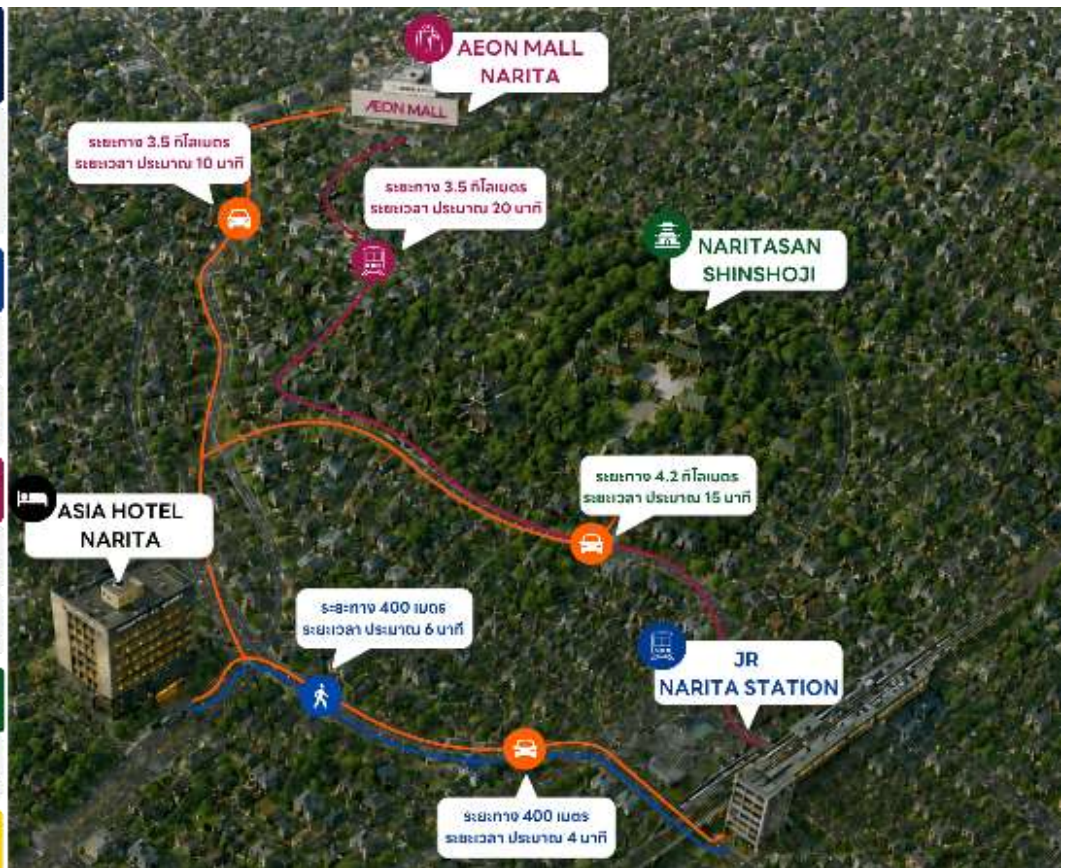 AEON MALL
NARITA
ÆON MALL
ระยะทาง 3.5 กิโลเมตร
ระยะเวลา ประมาณ 10 นาที
ระยะทาง 3.5 กิโลเมตร
ระยะเวลา ประมาณ 20 นาที
NARITASAN
SHINSHOJI
ระยะทาง 4.2 กิโลเมตร
ระยะเวลา ประมาณ 15 นาที
ASIA HOTEL
NARITA
ระยะทาง 400 เมตร
ระยะเวลา ประมาณ 6 นาที
JR
NARITA STATION
ระยะทาง 400 เมตร
ระยะเวลา ประมาณ 4 นาที